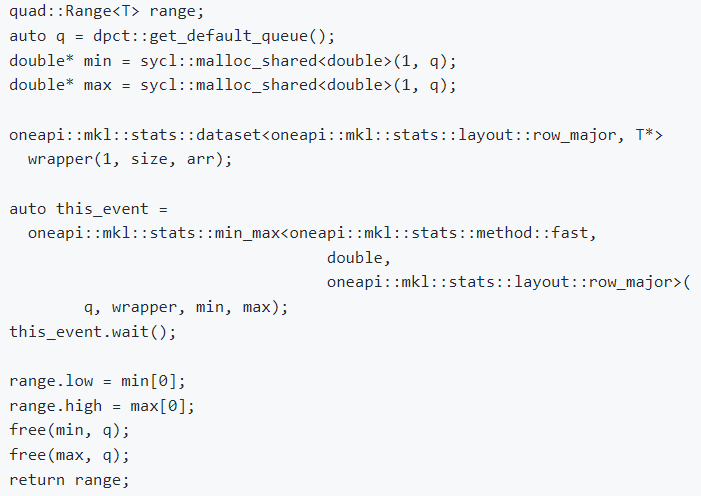 quad::Range<T> range;
auto q = dpct::get_default_queue();
double* min = sycl::malloc_shared<double>(1, q);
double* max = sycl::malloc_shared<double>(1, q);

oneapi::mkl::stats::dataset<oneapi::mkl::stats::layout::row_major, T*>
  wrapper(1, size, arr);

auto this_event =
  oneapi::mkl::stats::min_max<oneapi::mkl::stats::method::fast,
                                   double,
                                   oneapi::mkl::stats::layout::row_major>(
        q, wrapper, min, max);
this_event.wait();

range.low = min[0];
range.high = max[0];
free(min, q);
free(max, q);
return range;